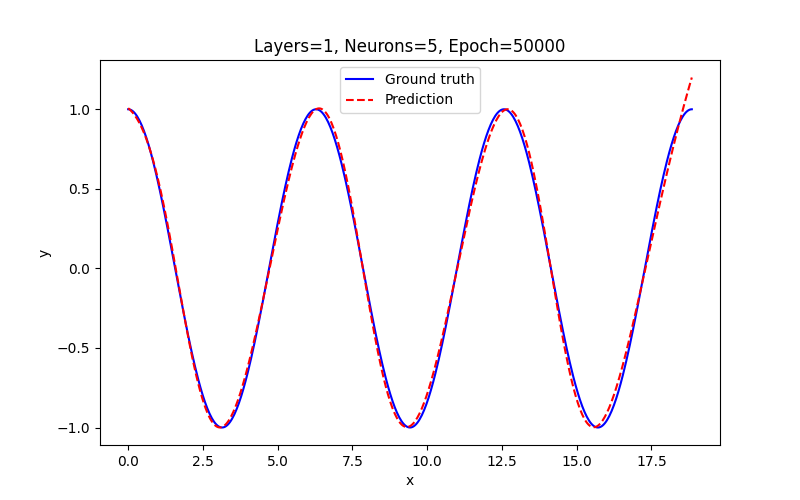 Layers=1, Neurons=5, Epoch=50000
Ground truth
Prediction
1.0
0.5
0.0
−0.5
−1.0
y
0.0 2.5 5.0 7.5 10.0 12.5 15.0 17.5
x